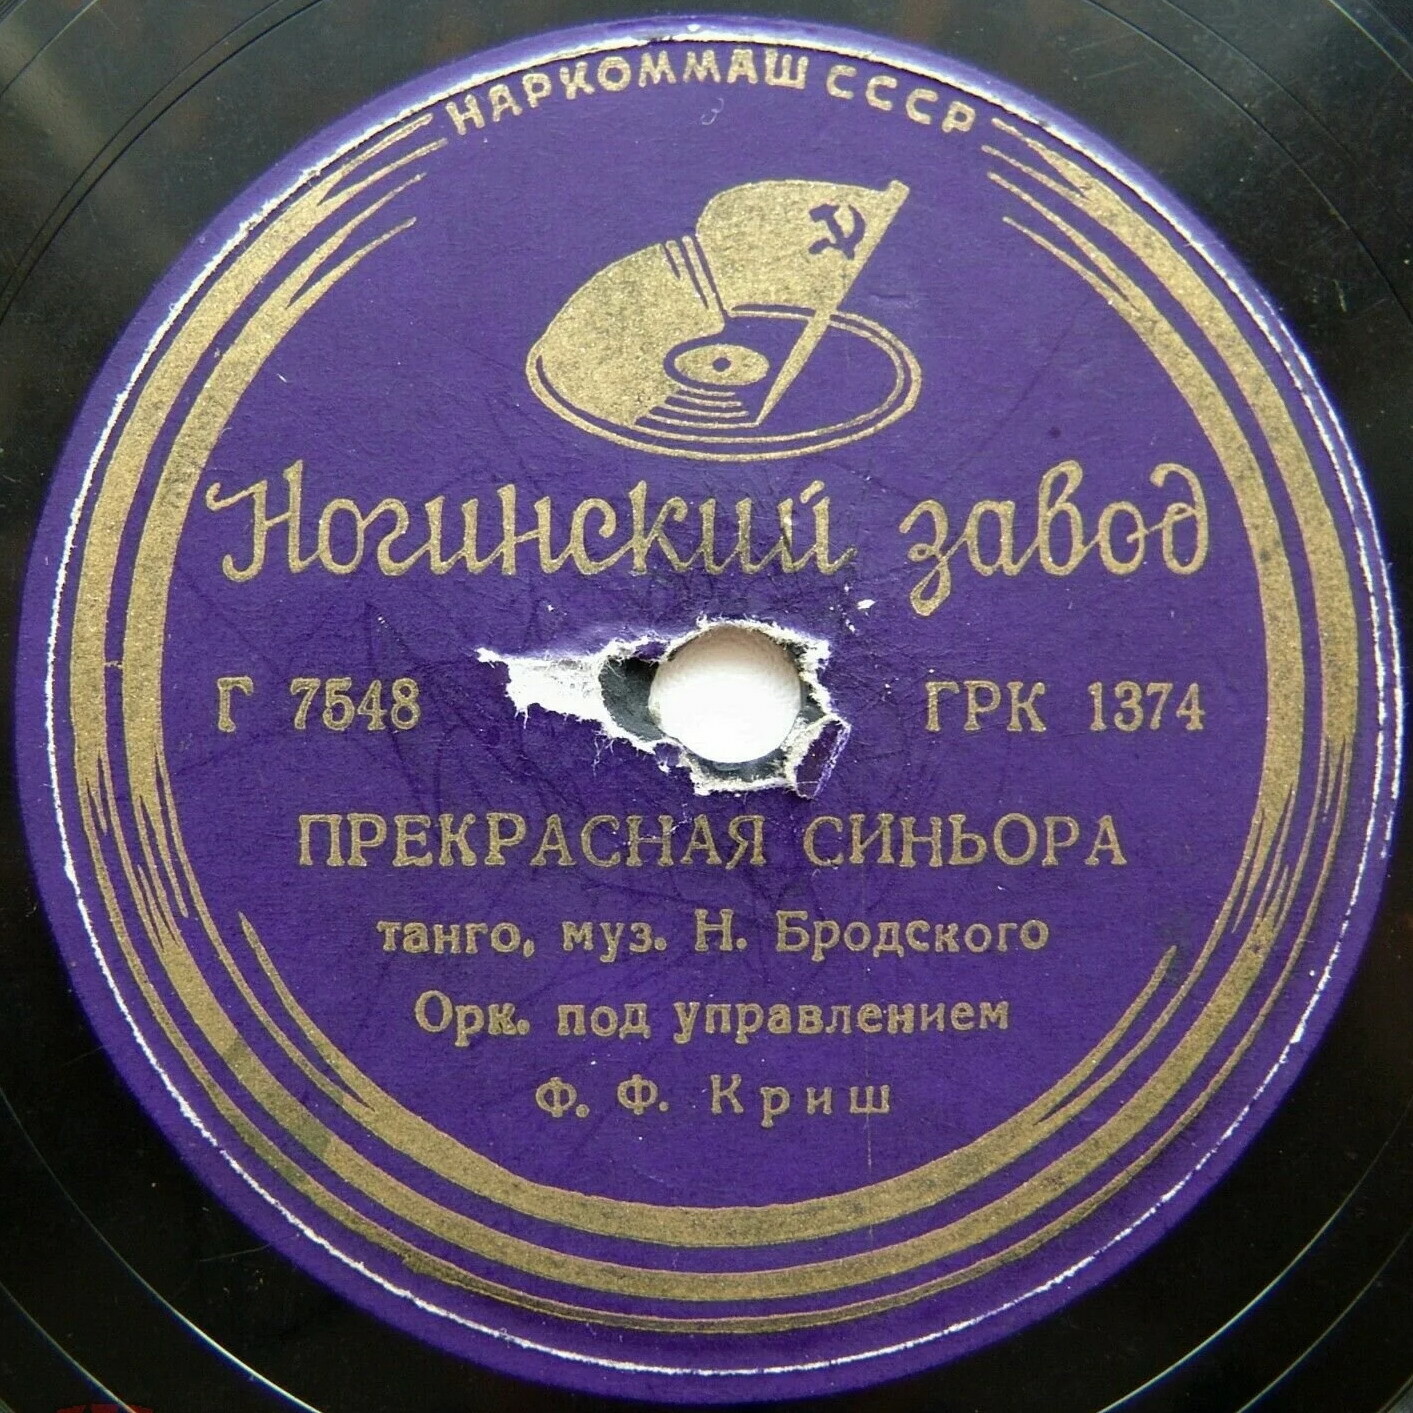 НАРКОММАШ СССР
Ногинский завод
Г 7548 ГРК 1374
ПРЕКРАСНАЯ СИНЬОРА
танго, муз. Н. Бродского
Орк. под управлением
Ф. Ф. Криш